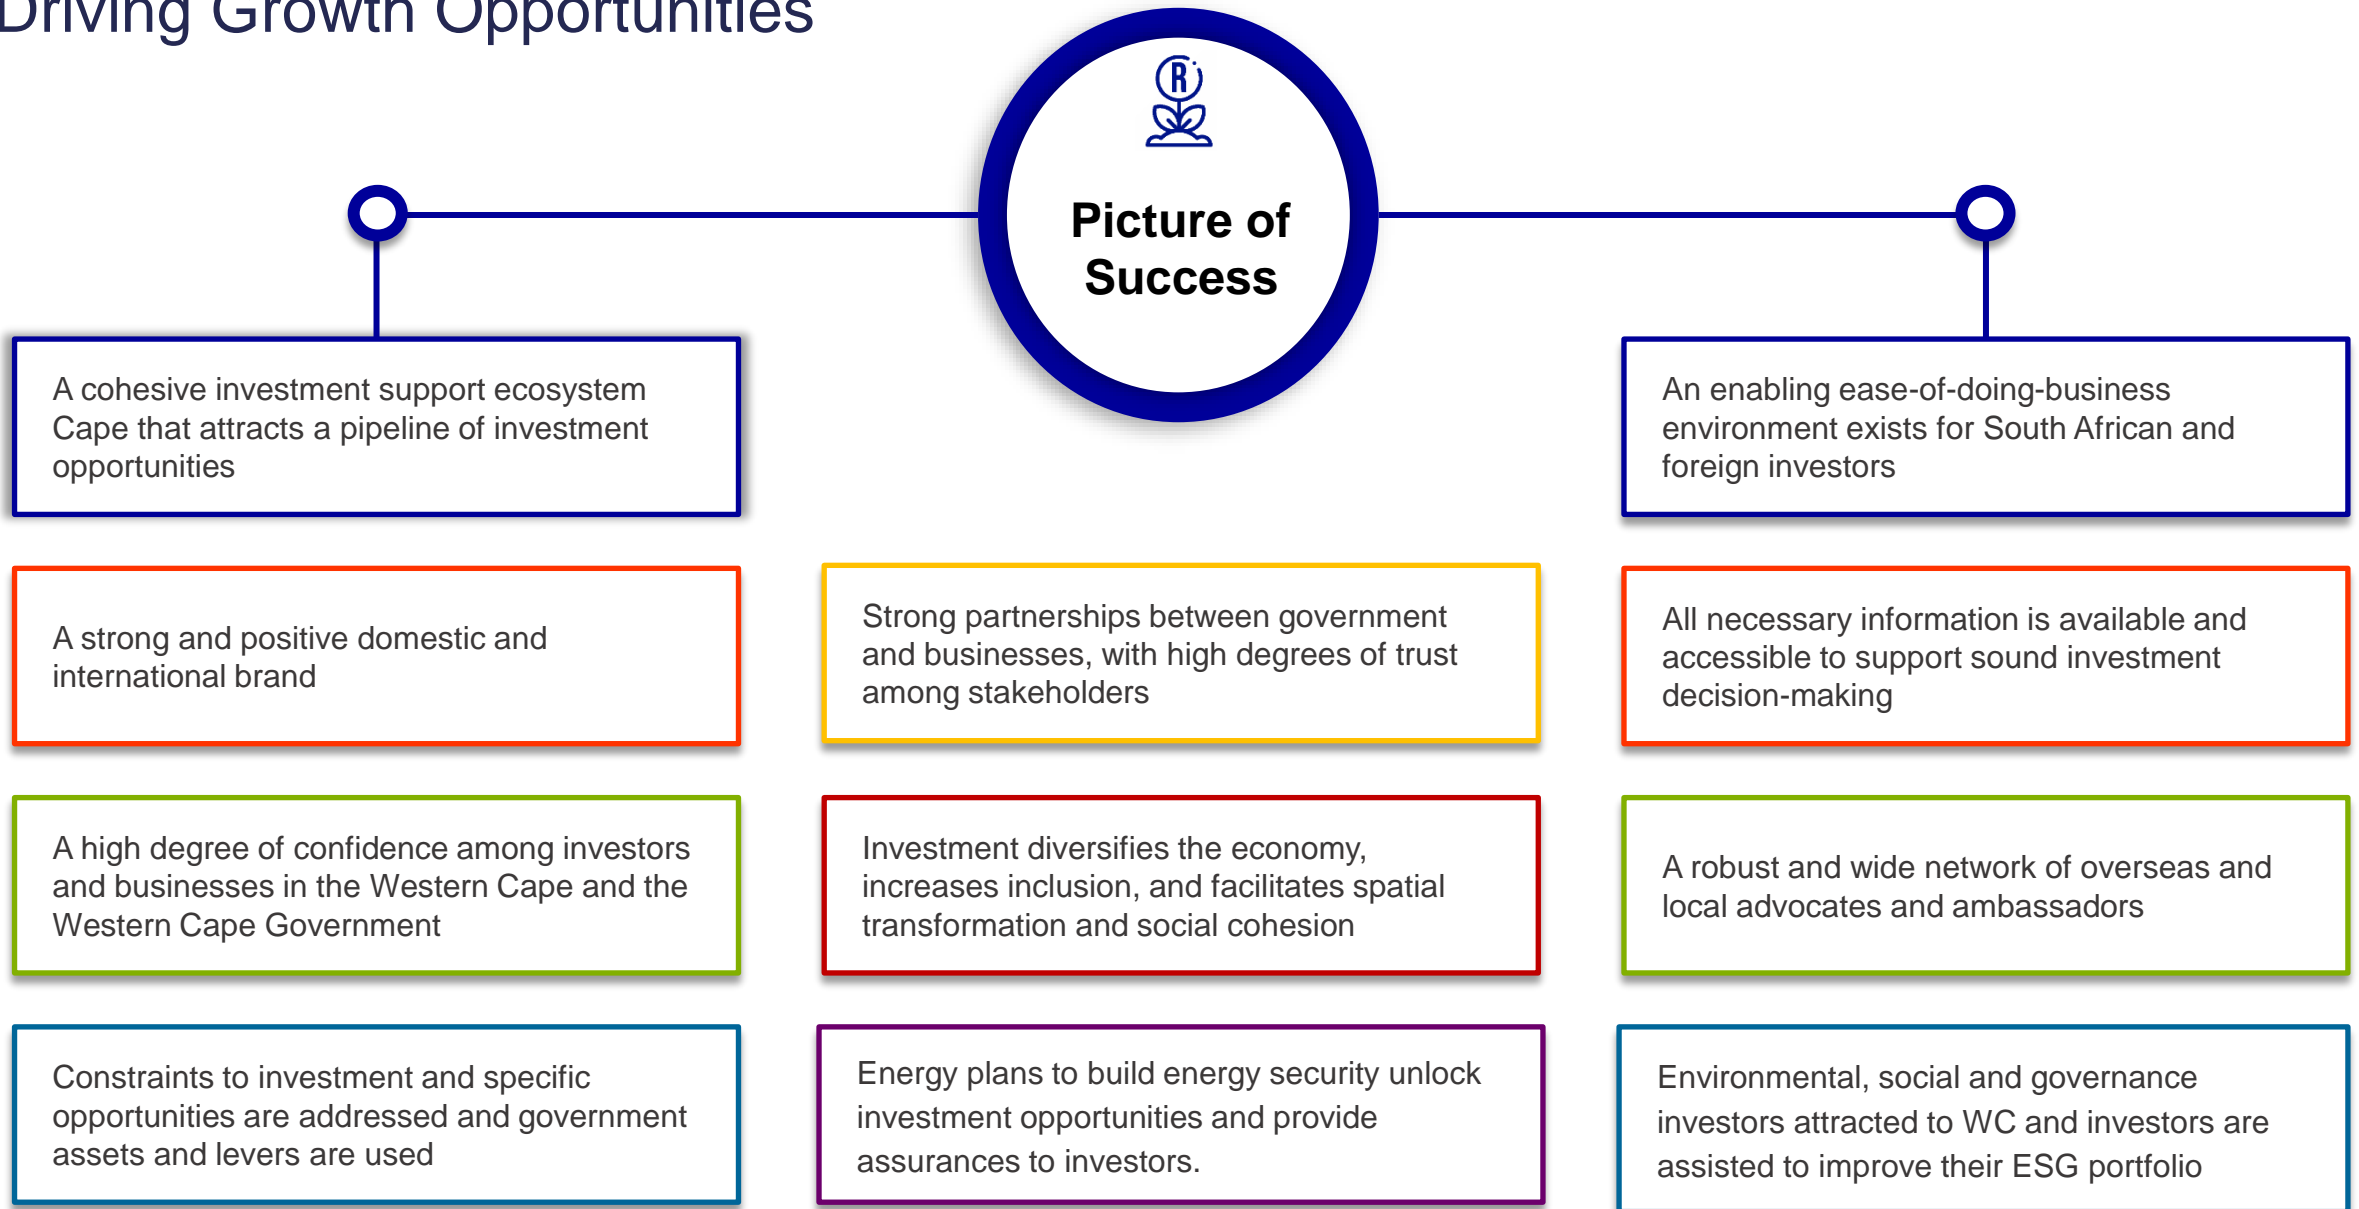 Driving Growth Opportunities
R
Picture of
Success
A cohesive investment support ecosystem
Cape that attracts a pipeline of investment
opportunities
An enabling ease-of-doing-business
environment exists for South African and
foreign investors
A strong and positive domestic and
international brand
Strong partnerships between government
and businesses, with high degrees of trust
among stakeholders
All necessary information is available and
accessible to support sound investment
decision-making
A high degree of confidence among investors
and businesses in the Western Cape and the
Western Cape Government
Investment diversifies the economy,
increases inclusion, and facilitates spatial
transformation and social cohesion
A robust and wide network of overseas and
local advocates and ambassadors
Constraints to investment and specific
opportunities are addressed and government
assets and levers are used
Energy plans to build energy security unlock
investment opportunities and provide
assurances to investors.
Environmental, social and governance
investors attracted to WC and investors are
assisted to improve their ESG portfolio